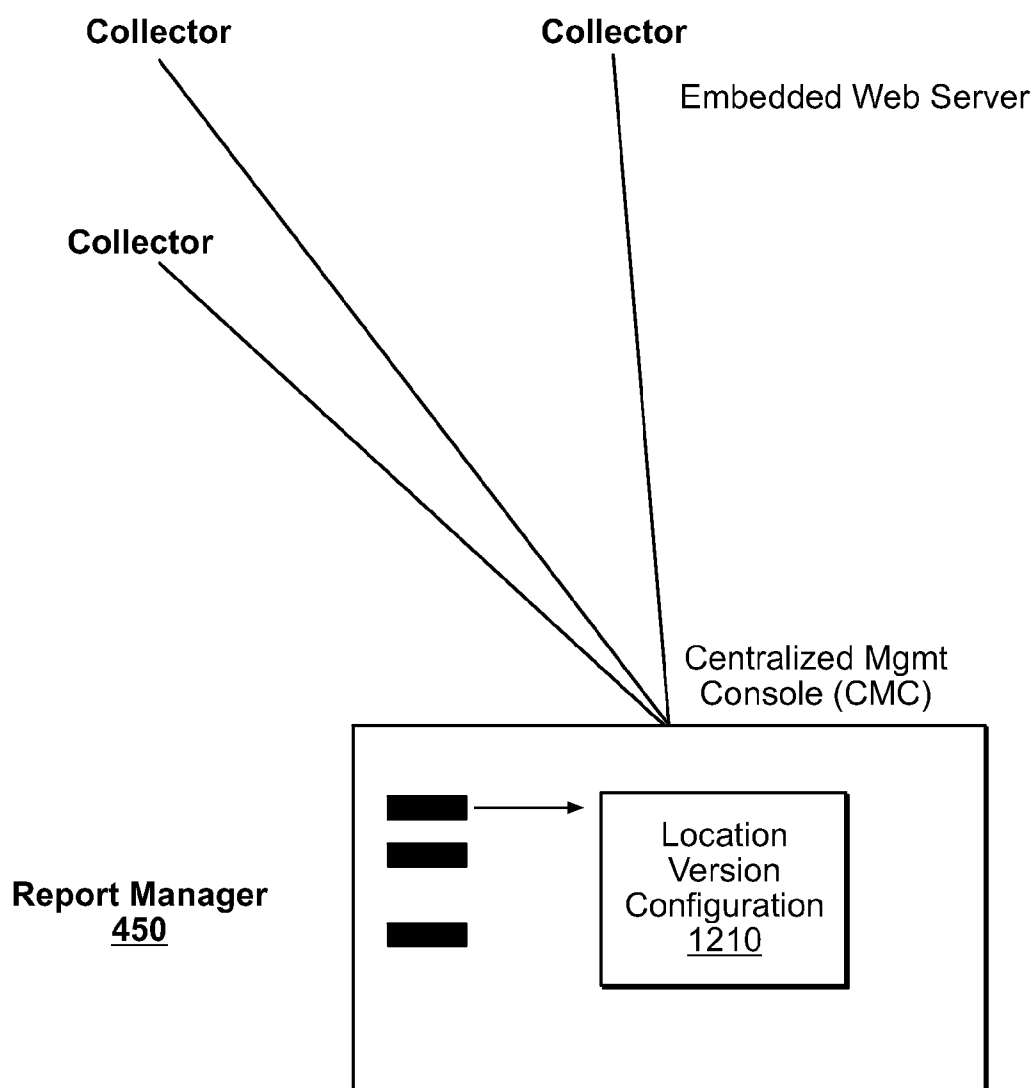 Collector
Collector
Embedded Web Server
Collector
Centralized Mgmt
Console (CMC)
Location
Version
Configuration
1210
Report Manager
450